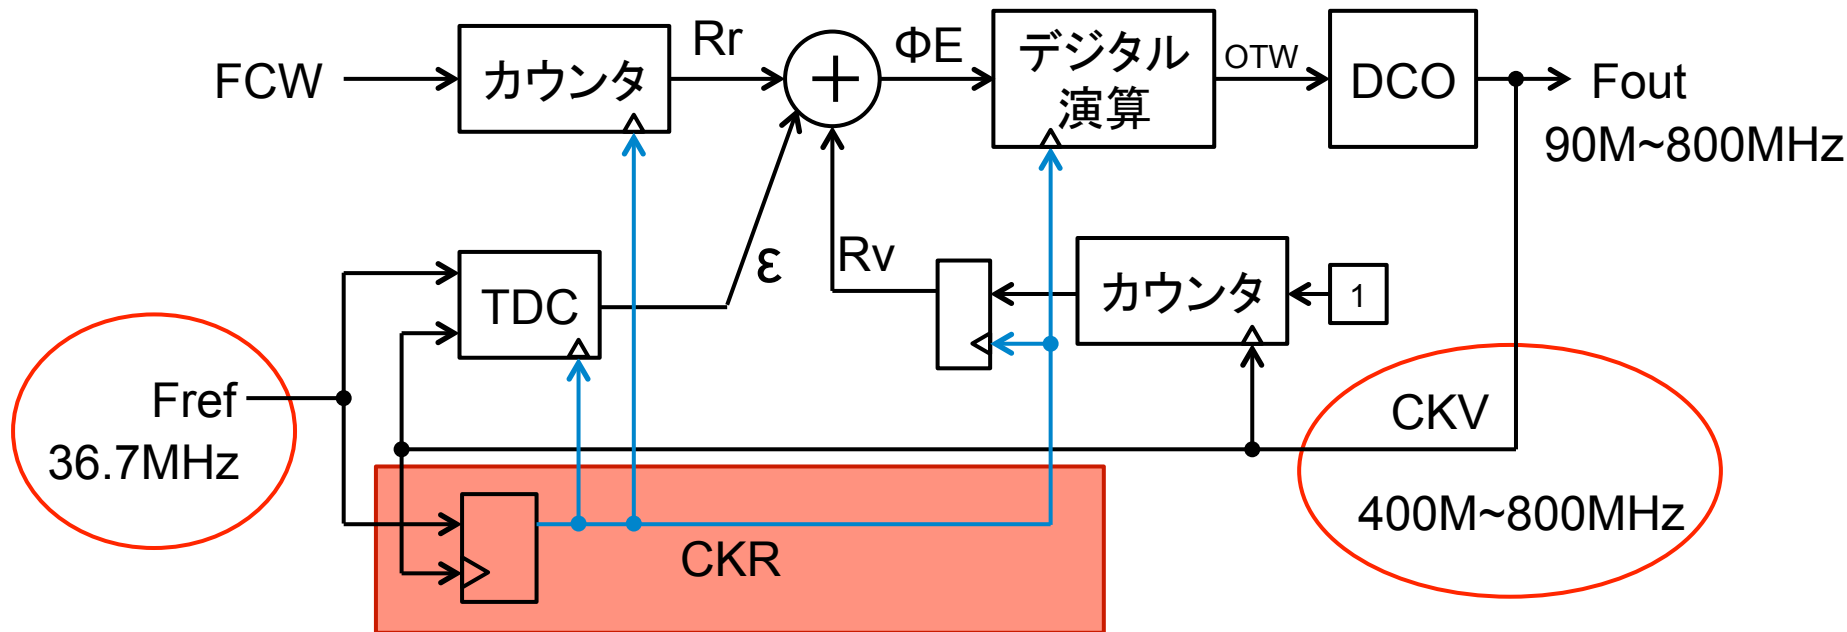 FCW
カウンタ
Rr
ΦE
デジタル
演算
OTW
DCO
Fout
90M~800MHz
TDC
ε
Rv
カウンタ
1
Fref
36.7MHz
CKV
400M~800MHz
CKR